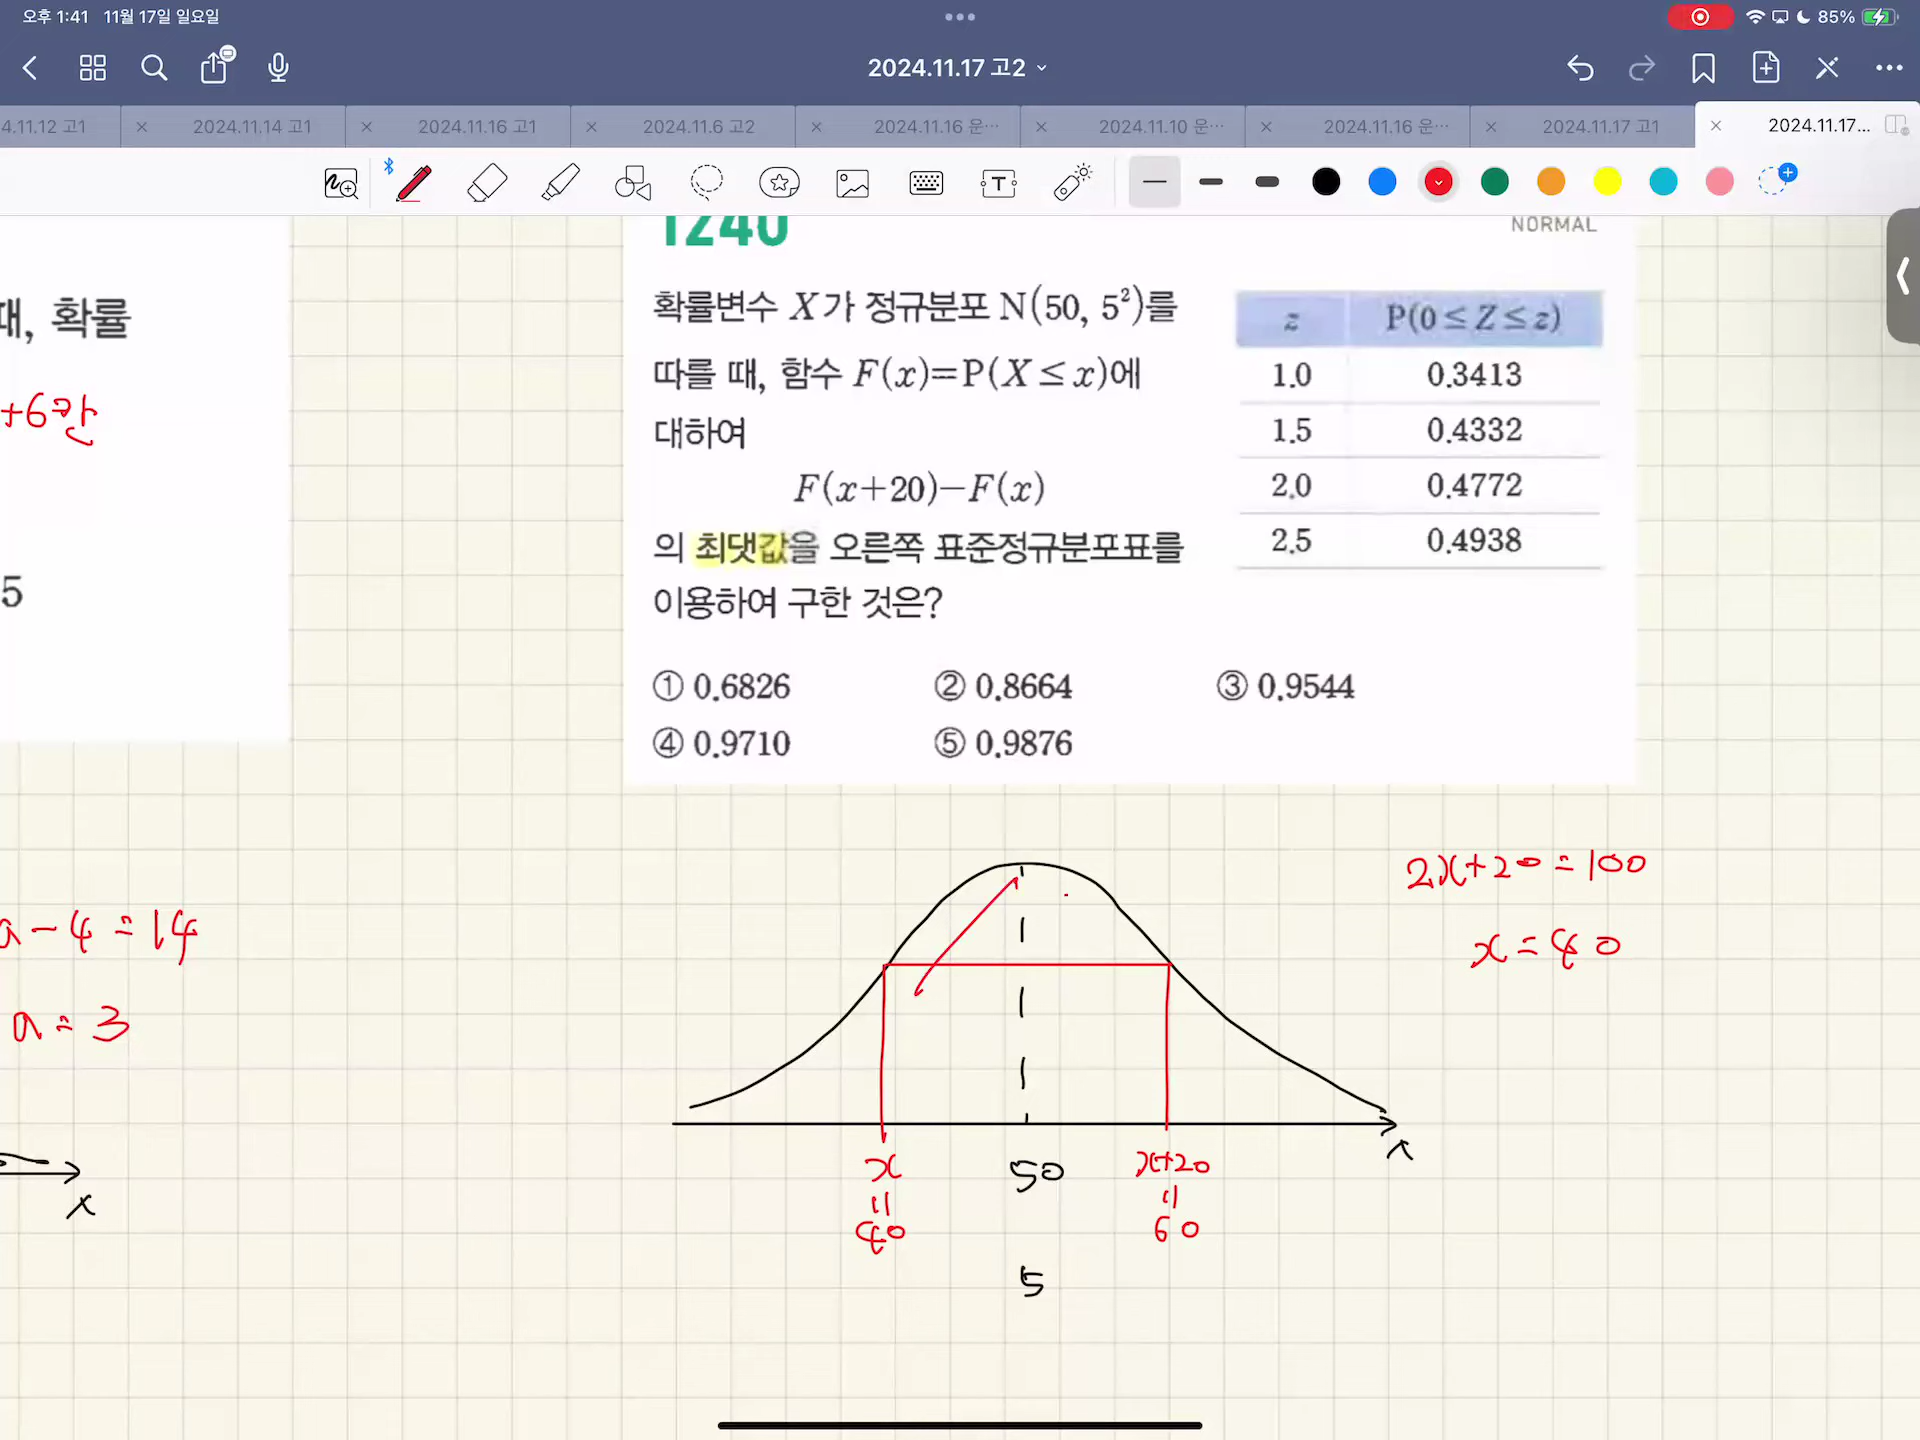 오후 1:41 11월 17일 일요일
85%
2024.11.17 고2
4.11.12 고1
2024.11.14 고1
2024.11.16 고1
2024.11.6 고2
2024.11.16 운…
2024.11.10 운…
2024.11.16 운…
2024.11.17 고1
2024.11.17...
때, 확률
+6만
5
a-4=14
a=3
x
1240
NORMAL
확률변수 X가 정규분포 N(50, 5²)를
따를 때, 함수 F(x)=P(X≤x)에
대하여
F(x+20)-F(x)
의 최댓값을 오른쪽 표준정규분포표를
이용하여 구한 것은?
z P(0≤Z≤z)
1.0 0.3413
1.5 0.4332
2.0 0.4772
2.5 0.4938
① 0.6826 ② 0.8664 ③ 0.9544
④ 0.9710 ⑤ 0.9876
2x+20=100
x=40
x 50 x+20
= =
40 60
5